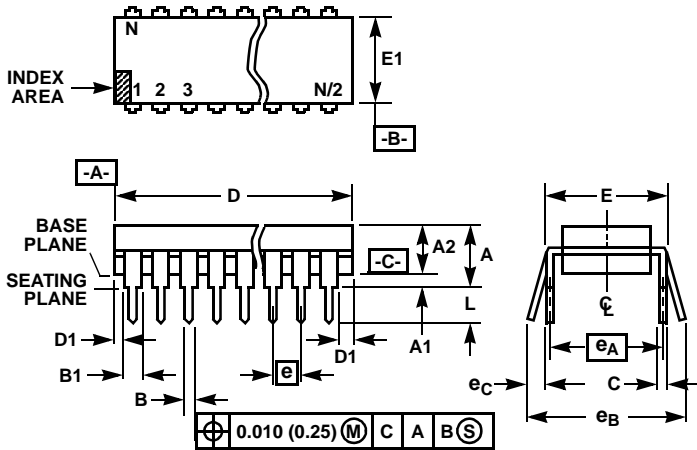 N
E1
INDEX
AREA
1 2 3 N/2
-B-
-A-
D E
BASE
PLANE
A2 A
-C-
SEATING
PLANE
L
CL
D1 A1 D1
eA
B1 e
eC C
B
eB
0.010 (0.25) M C A B S